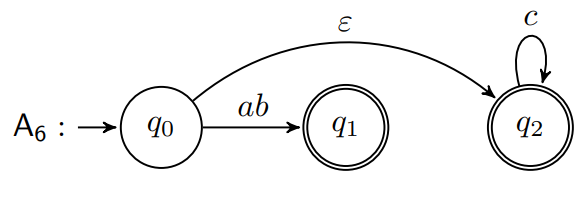 ε
c
A₆ :
q₀
ab
q₁
q₂